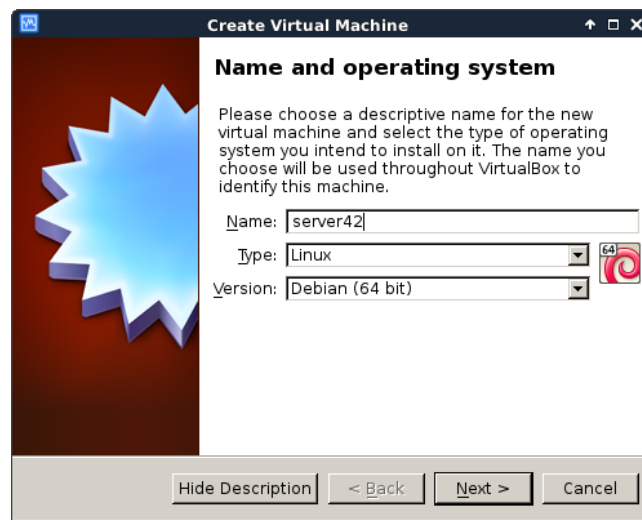 Create Virtual Machine
Name and operating system
Please choose a descriptive name for the new
virtual machine and select the type of operating
system you intend to install on it. The name you
choose will be used throughout VirtualBox to
identify this machine.
Name: server42
Type: Linux
64
Version: Debian (64 bit)
Hide Description < Back Next > Cancel